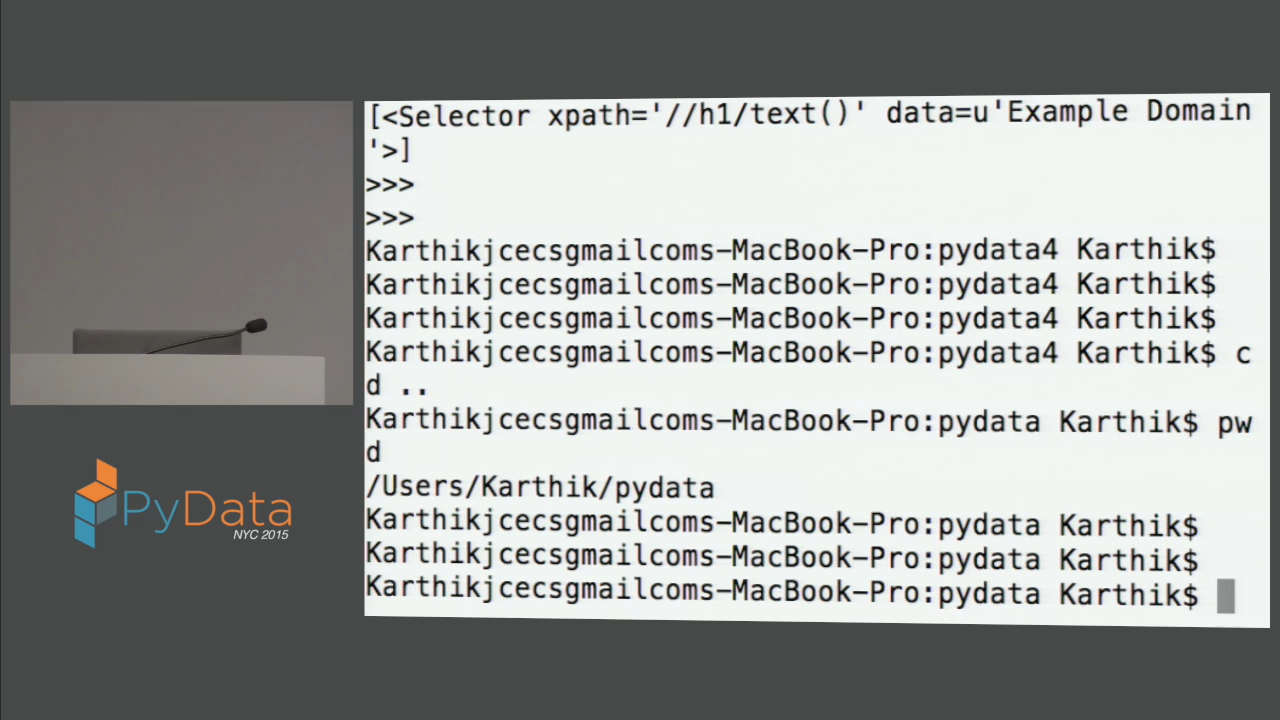 [<Selector xpath='//h1/text()' data=u'Example Domain
'>]
>>>
>>>
Karthikjcecsgmailcoms-MacBook-Pro:pydata4 Karthik$
Karthikjcecsgmailcoms-MacBook-Pro:pydata4 Karthik$
Karthikjcecsgmailcoms-MacBook-Pro:pydata4 Karthik$
Karthikjcecsgmailcoms-MacBook-Pro:pydata4 Karthik$ c
d ..
Karthikjcecsgmailcoms-MacBook-Pro:pydata Karthik$ pw
d
/Users/Karthik/pydata
Karthikjcecsgmailcoms-MacBook-Pro:pydata Karthik$
Karthikjcecsgmailcoms-MacBook-Pro:pydata Karthik$
Karthikjcecsgmailcoms-MacBook-Pro:pydata Karthik$
PyData
NYC 2015